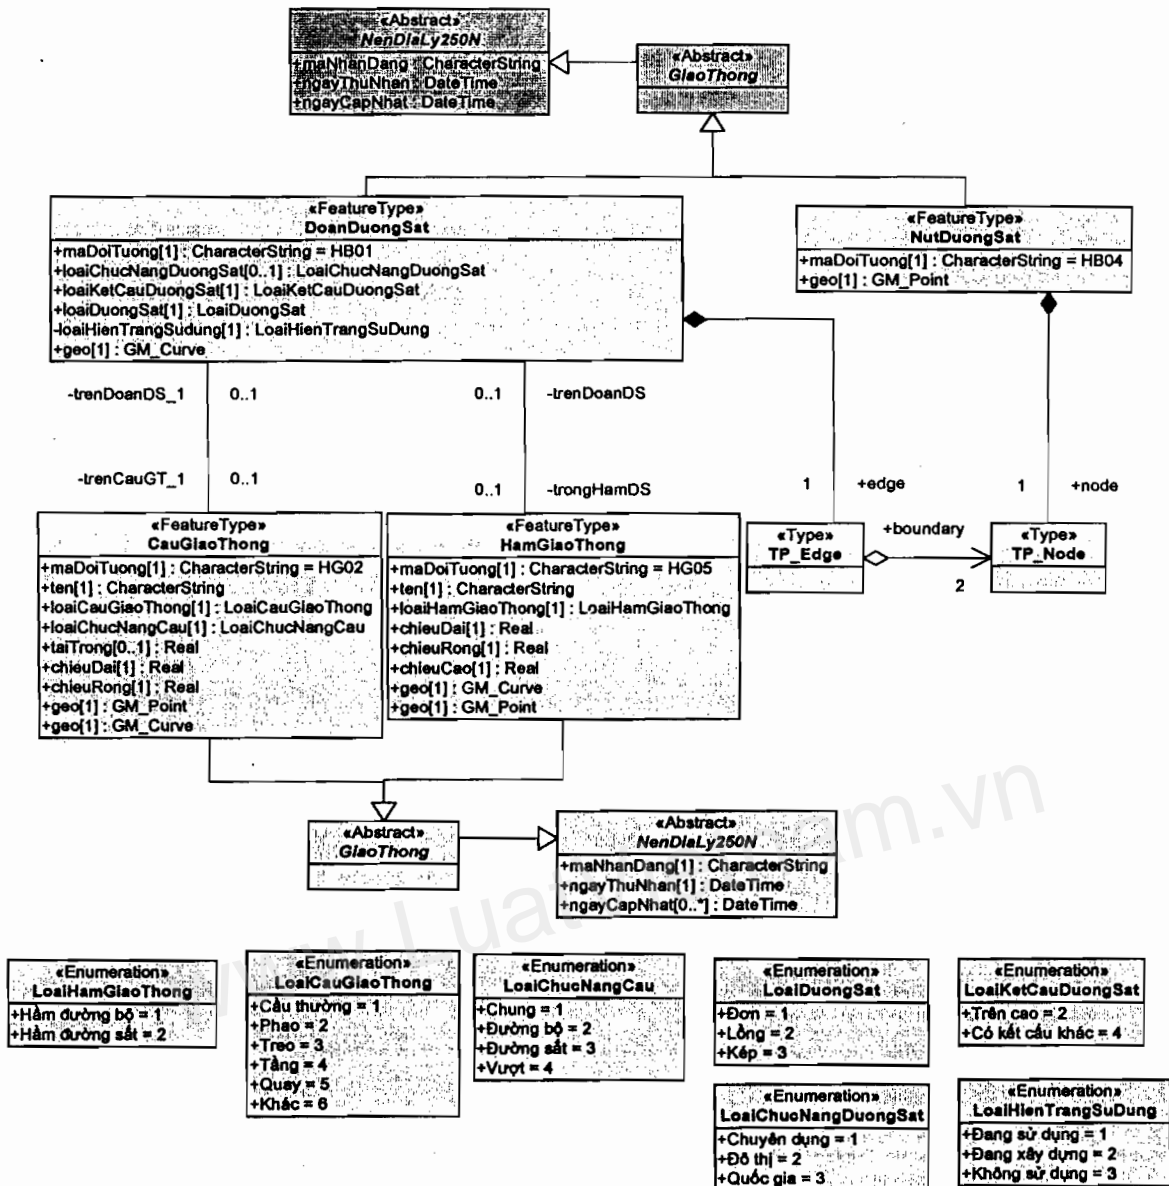 «Abstract»
NenDiaLy250N
+maNhanDang : CharacterString
+ngayThuNhan : DateTime
+ngayCapNhat : DateTime
«Abstract»
GiaoThong
«FeatureType»
DoanDuongSat
+maDoiTuong[1] : CharacterString = HB01
+loaiChucNangDuongSat[0..1] : LoaiChucNangDuongSat
+loaiKetCauDuongSat[1] : LoaiKetCauDuongSat
+loaiDuongSat[1] : LoaiDuongSat
-loaiHienTrangSudung[1] : LoaiHienTrangSuDung
+geo[1] : GM_Curve
«FeatureType»
NutDuongSat
+maDoiTuong[1] : CharacterString = HB04
+geo[1] : GM_Point
-trenDoanDS_1
0..1
0..1
-trenDoanDS
-trenCauGT_1
0..1
0..1
-trongHamDS
1
+edge
1
+node
«FeatureType»
CauGiaoThong
+maDoiTuong[1] : CharacterString = HG02
+ten[1] : CharacterString
+loaiCauGiaoThong[1] : LoaiCauGiaoThong
+loaiChucNangCau[1] : LoaiChucNangCau
+taiTrong[0..1] : Real
+chieuDai[1] : Real
+chieuRong[1] : Real
+geo[1] : GM_Point
+geo[1] : GM_Curve
«FeatureType»
HamGiaoThong
+maDoiTuong[1] : CharacterString = HG05
+ten[1] : CharacterString
+loaiHamGiaoThong[1] : LoaiHamGiaoThong
+chieuDai[1] : Real
+chieuRong[1] : Real
+chieuCao[1] : Real
+geo[1] : GM_Curve
+geo[1] : GM_Point
«Type»
TP_Edge
+boundary
2
«Type»
TP_Node
«Abstract»
GiaoThong
«Abstract»
NenDiaLy250N
+maNhanDang[1] : CharacterString
+ngayThuNhan[1] : DateTime
+ngayCapNhat[0..*] : DateTime
«Enumeration»
LoaiHamGiaoThong
+Hầm đường bộ = 1
+Hầm đường sắt = 2
«Enumeration»
LoaiCauGiaoThong
+Cầu thường = 1
+Phao = 2
+Treo = 3
+Tầng = 4
+Quay = 5
+Khác = 6
«Enumeration»
LoaiChucNangCau
+Chung = 1
+Đường bộ = 2
+Đường sắt = 3
+Vượt = 4
«Enumeration»
LoaiDuongSat
+Đơn = 1
+Lồng = 2
+Kép = 3
«Enumeration»
LoaiKetCauDuongSat
+Trên cao = 2
+Có kết cấu khác = 4
«Enumeration»
LoaiChucNangDuongSat
+Chuyên dụng = 1
+Đô thị = 2
+Quốc gia = 3
«Enumeration»
LoaiHienTrangSuDung
+Đang sử dụng = 1
+Đang xây dựng = 2
+Không sử dụng = 3